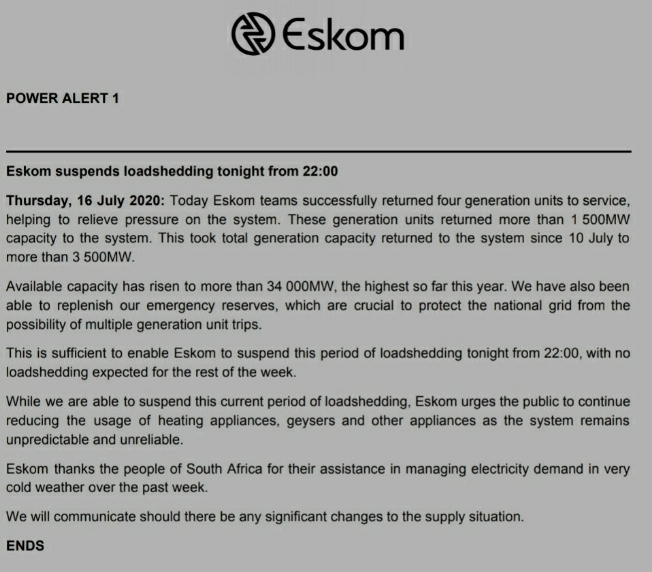 Eskom
POWER ALERT 1
Eskom suspends loadshedding tonight from 22:00
Thursday, 16 July 2020: Today Eskom teams successfully returned four generation units to service,
helping to relieve pressure on the system. These generation units returned more than 1 500MW
capacity to the system. This took total generation capacity returned to the system since 10 July to
more than 3 500MW.
Available capacity has risen to more than 34 000MW, the highest so far this year. We have also been
able to replenish our emergency reserves, which are crucial to protect the national grid from the
possibility of multiple generation unit trips.
This is sufficient to enable Eskom to suspend this period of loadshedding tonight from 22:00, with no
loadshedding expected for the rest of the week.
While we are able to suspend this current period of loadshedding, Eskom urges the public to continue
reducing the usage of heating appliances, geysers and other appliances as the system remains
unpredictable and unreliable.
Eskom thanks the people of South Africa for their assistance in managing electricity demand in very
cold weather over the past week.
We will communicate should there be any significant changes to the supply situation.
ENDS